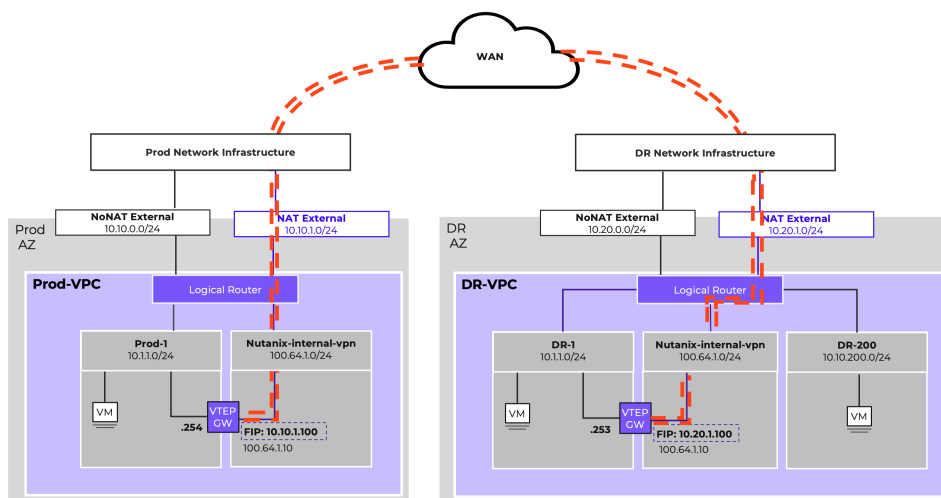 WAN
Prod Network Infrastructure
DR Network Infrastructure
NoNAT External
10.10.0.0/24
NAT External
10.10.1.0/24
NoNAT External
10.20.0.0/24
NAT External
10.20.1.0/24
Prod
AZ
DR
AZ
Prod-VPC
Logical Router
DR-VPC
Logical Router
Prod-1
10.1.1.0/24
Nutanix-internal-vpn
100.64.1.0/24
DR-1
10.1.1.0/24
Nutanix-internal-vpn
100.64.1.0/24
DR-200
10.10.200.0/24
VM
.254
VTEP
GW
FIP: 10.10.1.100
100.64.1.10
VM
.253
VTEP
GW
FIP: 10.20.1.100
100.64.1.10
VM